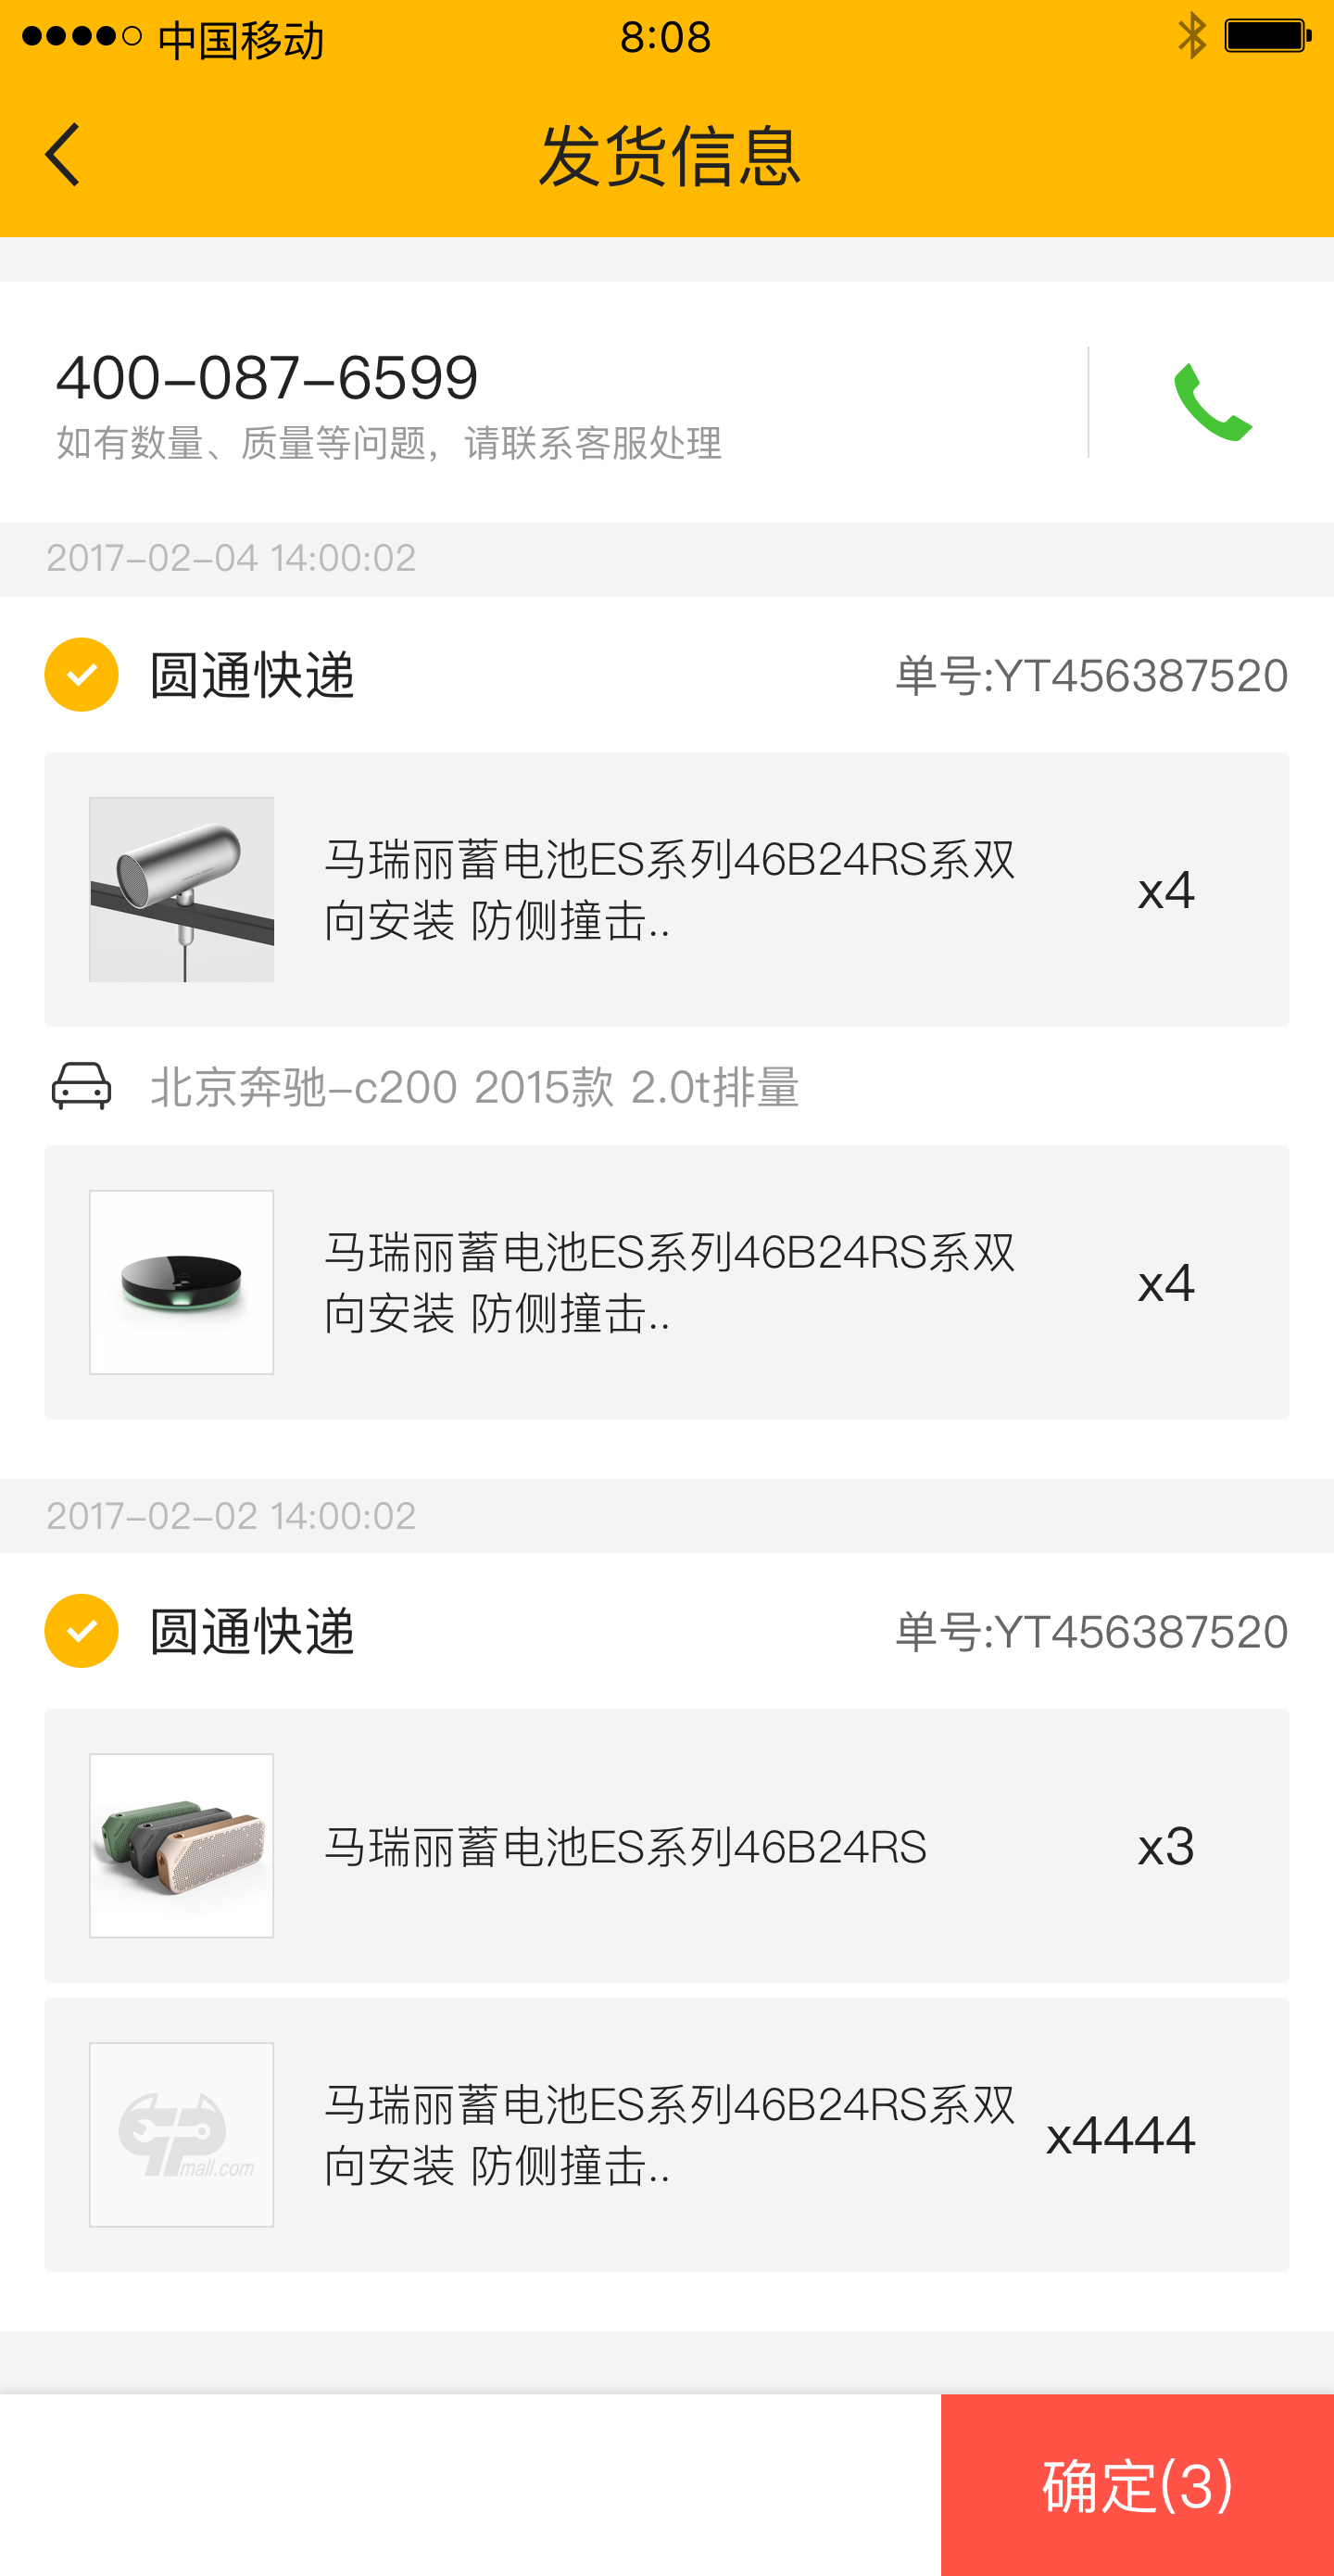 中国移动
8:08
发货信息
400-087-6599
如有数量、质量等问题，请联系客服处理
2017-02-04 14:00:02
圆通快递
单号:YT456387520
马瑞丽蓄电池ES系列46B24RS系双
向安装 防侧撞击..
x4
北京奔驰-c200 2015款 2.0t排量
马瑞丽蓄电池ES系列46B24RS系双
向安装 防侧撞击..
x4
2017-02-02 14:00:02
圆通快递
单号:YT456387520
马瑞丽蓄电池ES系列46B24RS
x3
mall.com
马瑞丽蓄电池ES系列46B24RS系双
向安装 防侧撞击..
x4444
确定(3)